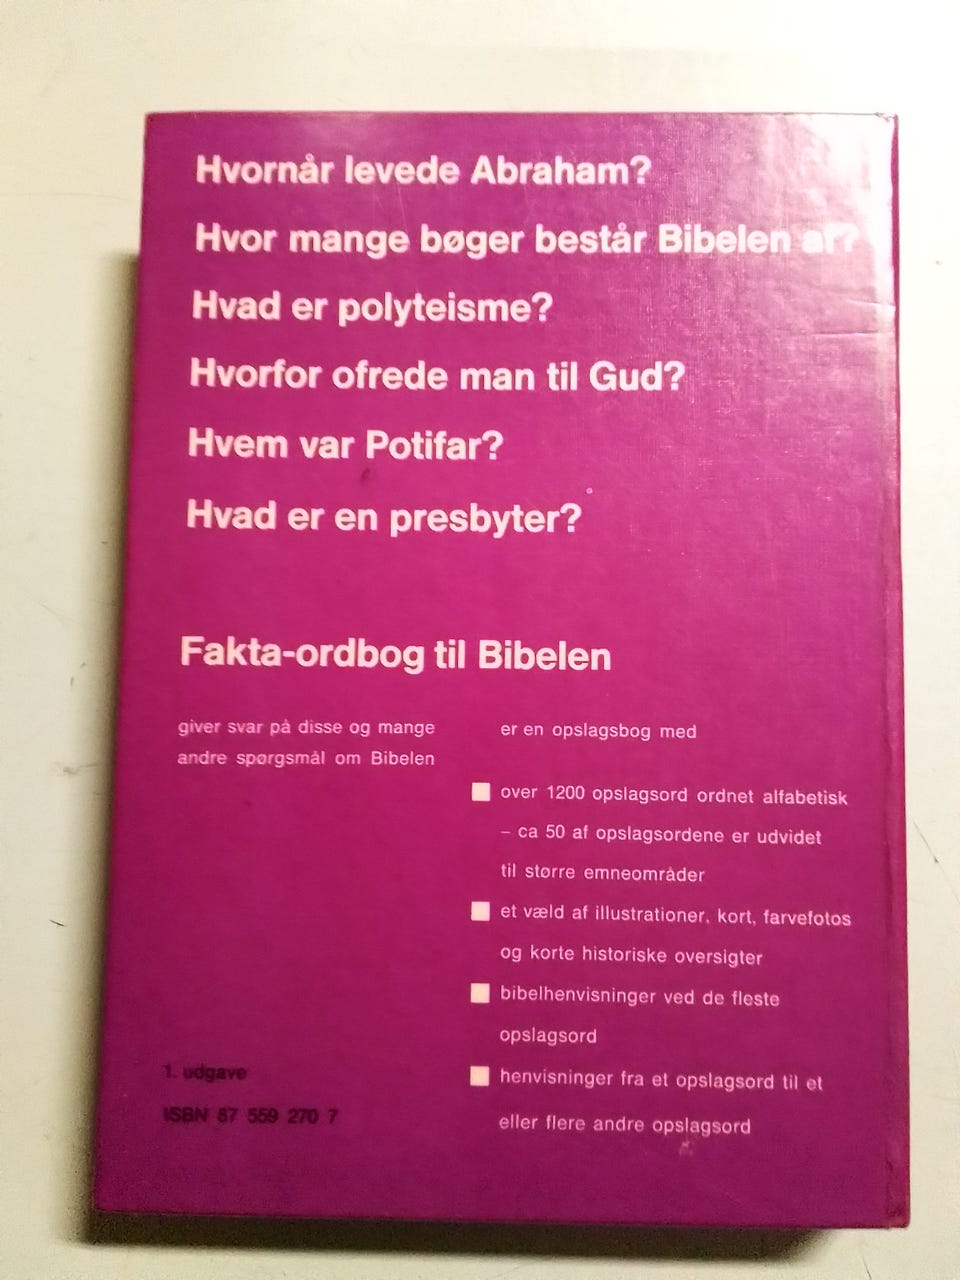 Hvornår levede Abraham?
Hvor mange bøger består Bibelen af?
Hvad er polyteisme?
Hvorfor ofrede man til Gud?
Hvem var Potifar?
Hvad er en presbyter?
Fakta-ordbog til Bibelen
giver svar på disse og mange
andre spørgsmål om Bibelen
er en opslagsbog med
over 1200 opslagsord ordnet alfabetisk
– ca 50 af opslagsordene er udvidet
til større emneområder
et væld af illustrationer, kort, farvefotos
og korte historiske oversigter
bibelhenvisninger ved de fleste
opslagsord
henvisninger fra et opslagsord til et
eller flere andre opslagsord
1. udgave
ISBN 87 559 270 7